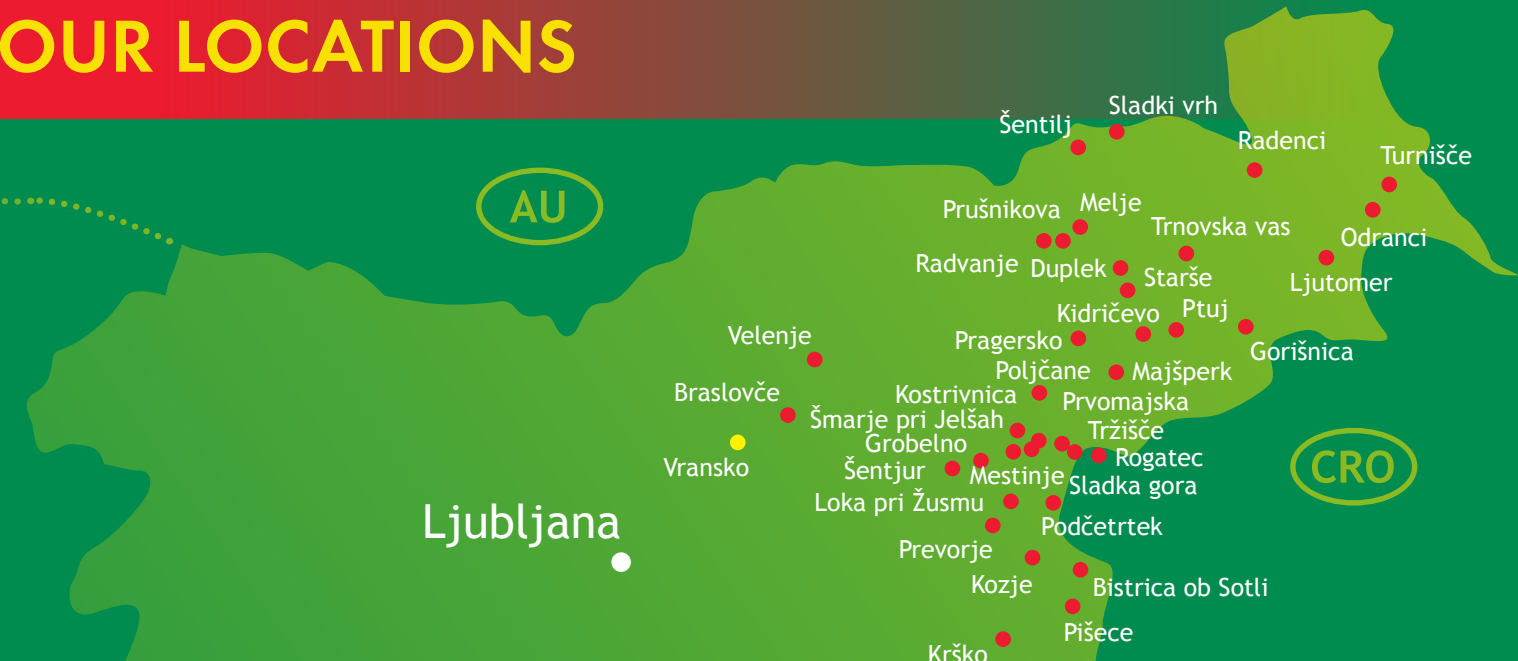 OUR LOCATIONS
Sladki vrh
Šentilj
Radenci
Turnišče
AU
Prušnikova
Melje
Trnovska vas
Odranci
Radvanje
Duplek
Starše
Ljutomer
Kidričevo
Ptuj
Velenje
Pragersko
Gorišnica
Poljčane
Majšperk
Braslovče
Kostrivnica
Prvomajska
Šmarje pri Jelšah
Tržišče
Grobelno
Rogatec
Vransko
Šentjur
Mestinje
CRO
Sladka gora
Loka pri Žusmu
Ljubljana
Podčetrtek
Prevorje
Kozje
Bistrica ob Sotli
Pišece
Krško